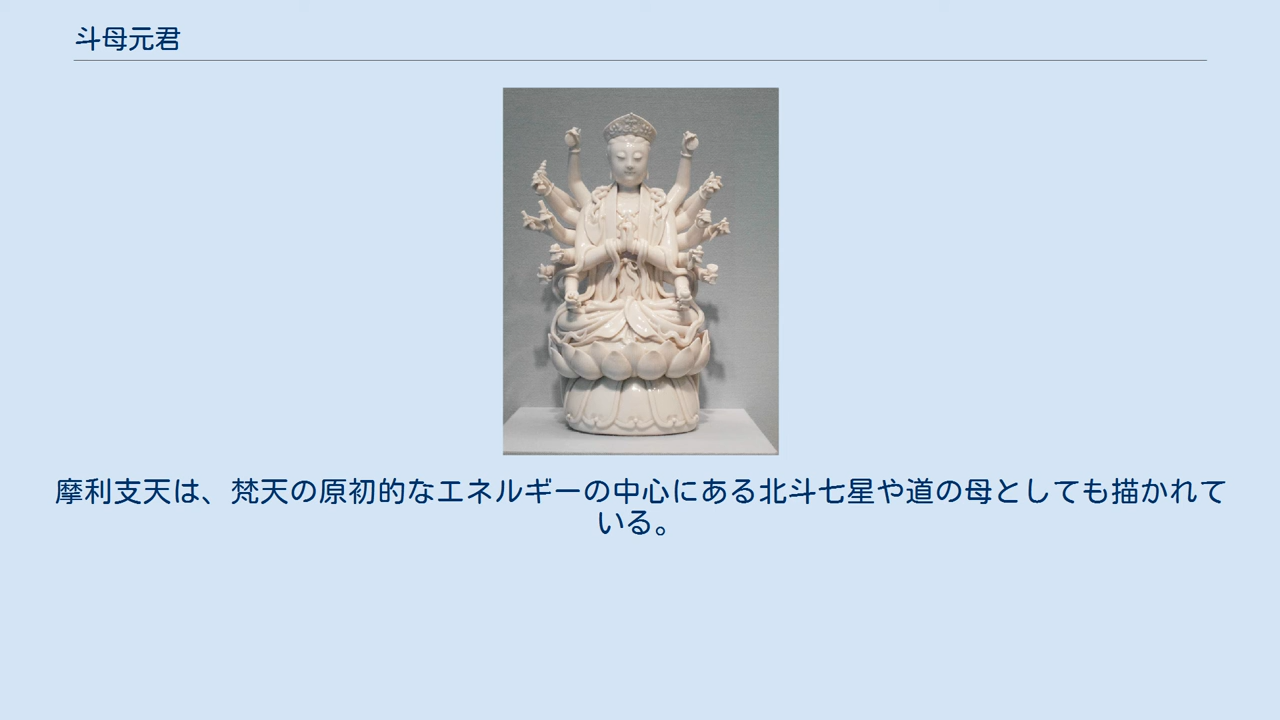 斗母元君
摩利支天は、梵天の原初的なエネルギーの中心にある北斗七星や道の母としても描かれて
いる。